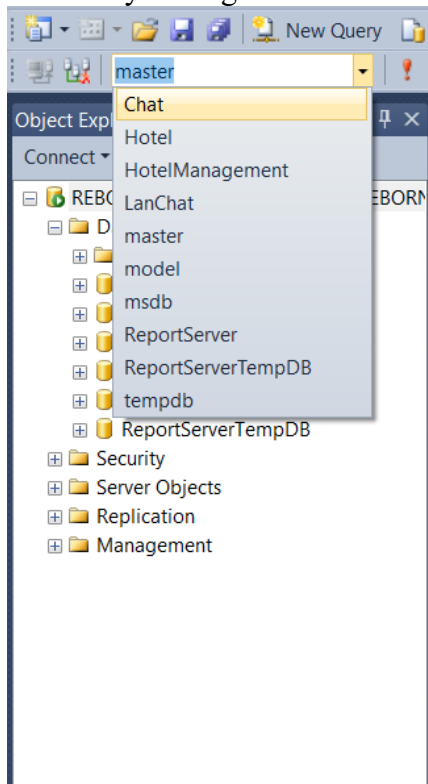 New Query
master
Object Exp
Connect
Chat
Hotel
HotelManagement
LanChat
master
model
msdb
ReportServer
ReportServerTempDB
tempdb
REBO
EBORN
D
ReportServerTempDB
Security
Server Objects
Replication
Management